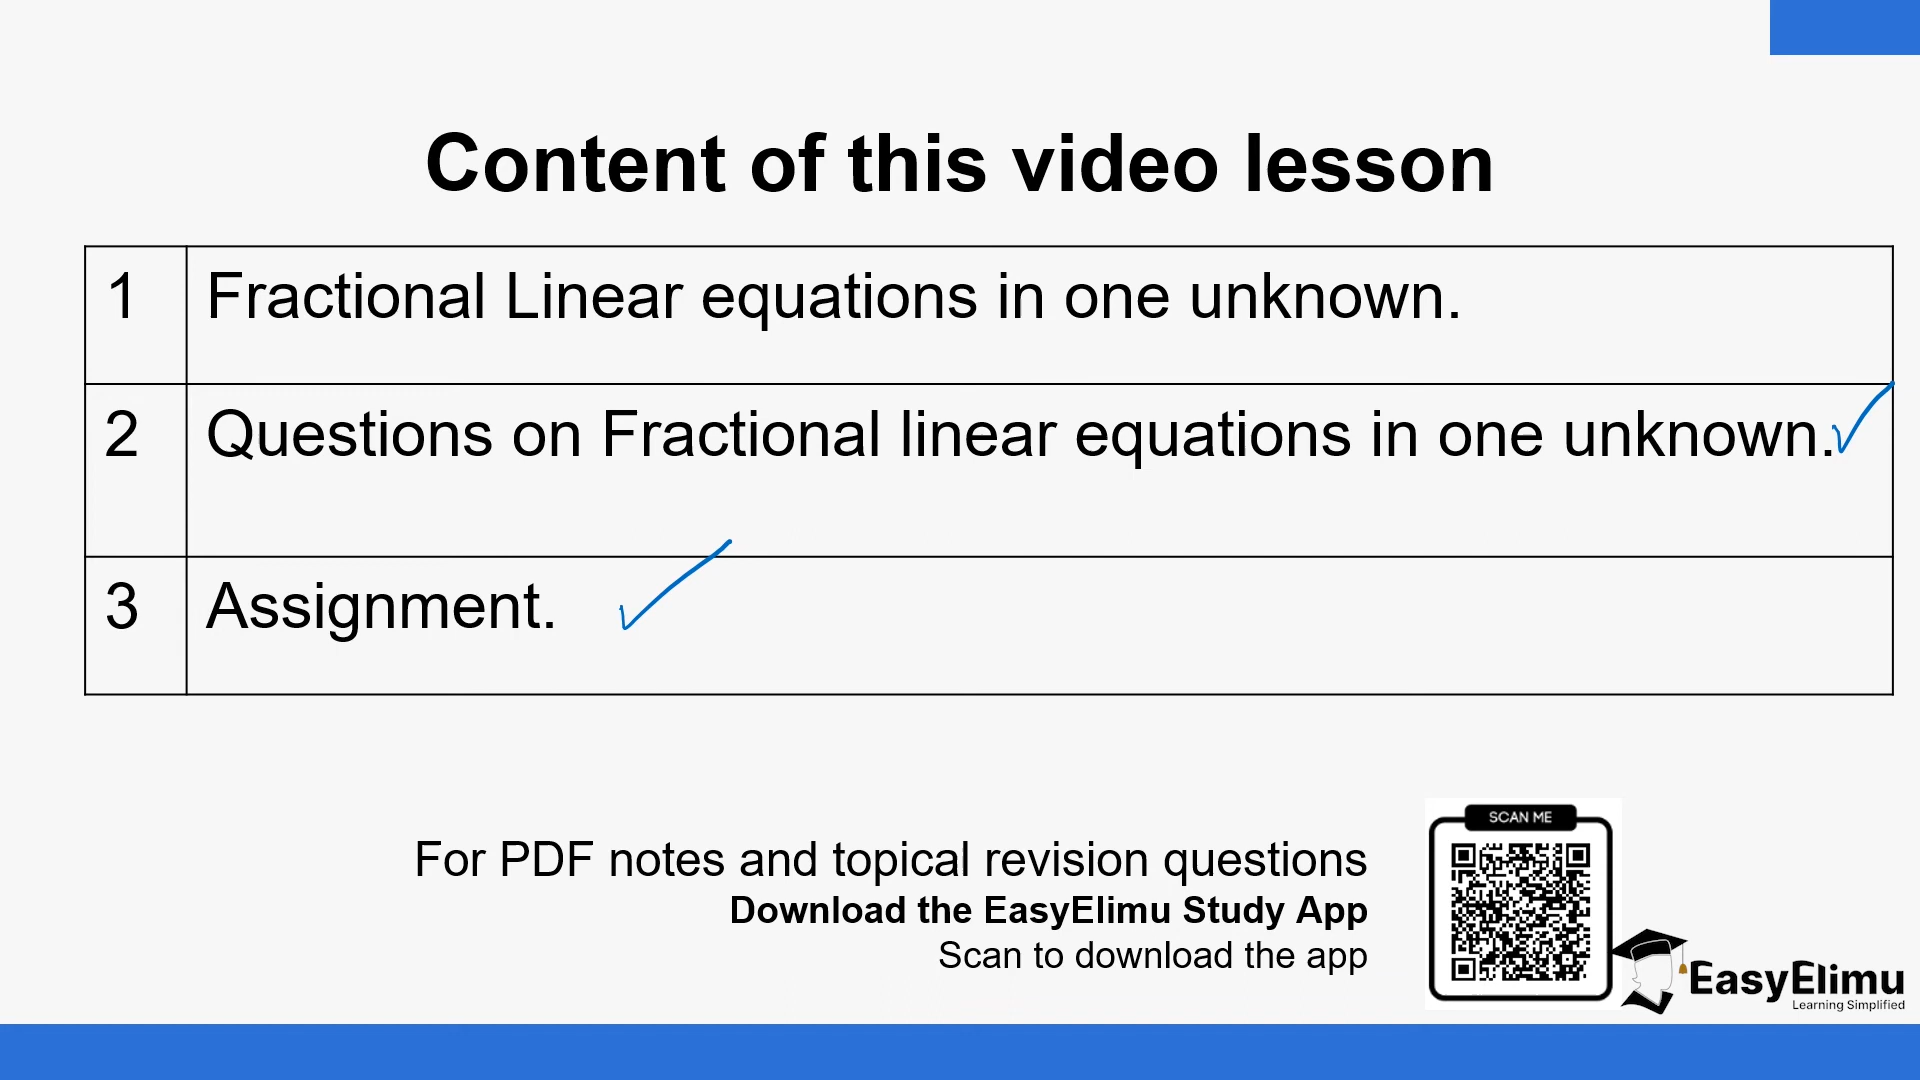 Content of this video lesson
1 Fractional Linear equations in one unknown.
2 Questions on Fractional linear equations in one unknown.
3 Assignment.
For PDF notes and topical revision questions
Download the EasyElimu Study App
Scan to download the app
SCAN ME
EasyElimu
Learning Simplified